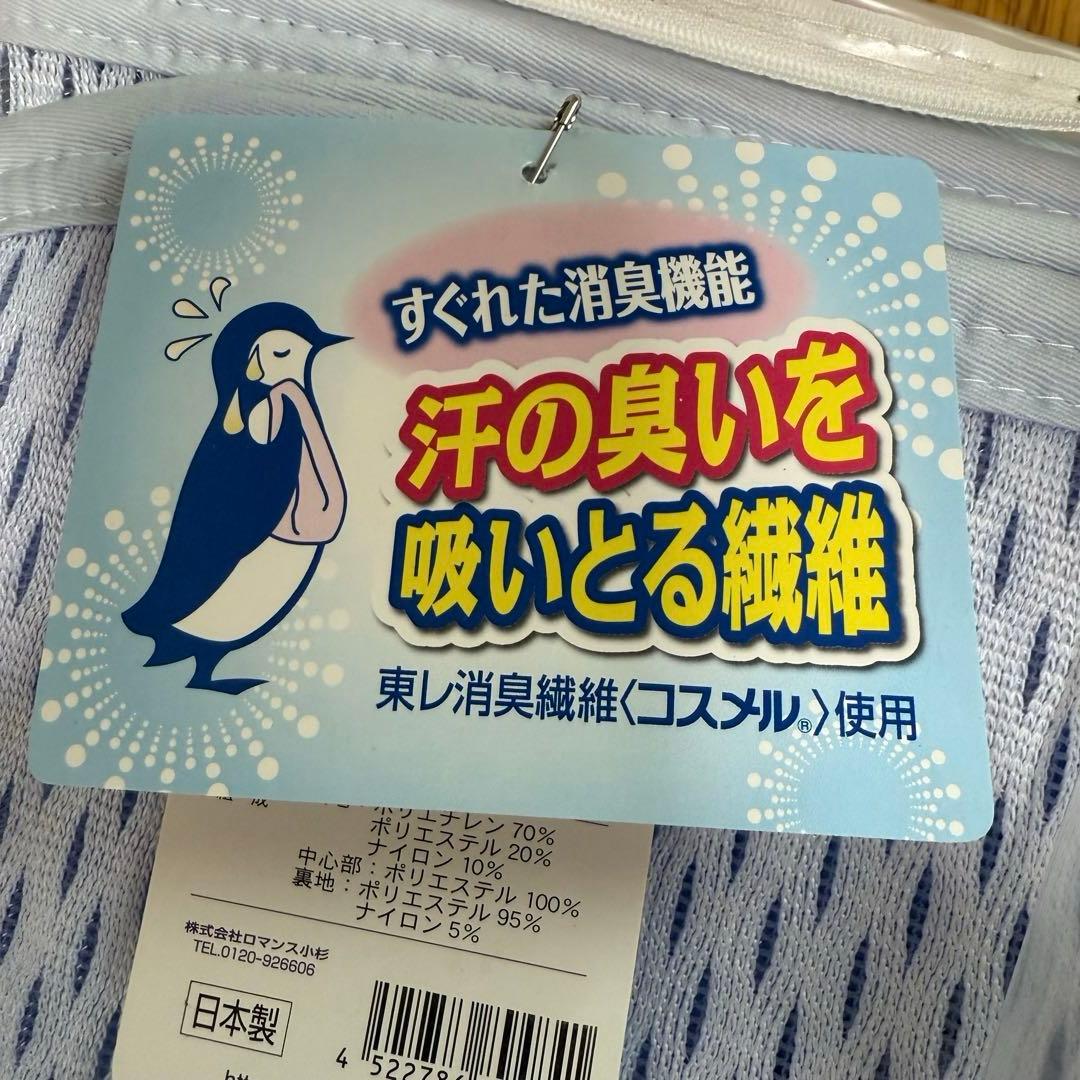 すぐれた消臭機能
汗の臭いを
吸いとる繊維
東レ消臭繊維〈コスメル®〉使用
ポリエチレン 70%
ポリエステル 20%
ナイロン 10%
中心部：ポリエステル 100%
裏地：ポリエステル 95%
ナイロン 5%
株式会社ロマンス小杉
TEL.0120-926606
日本製
4 522784